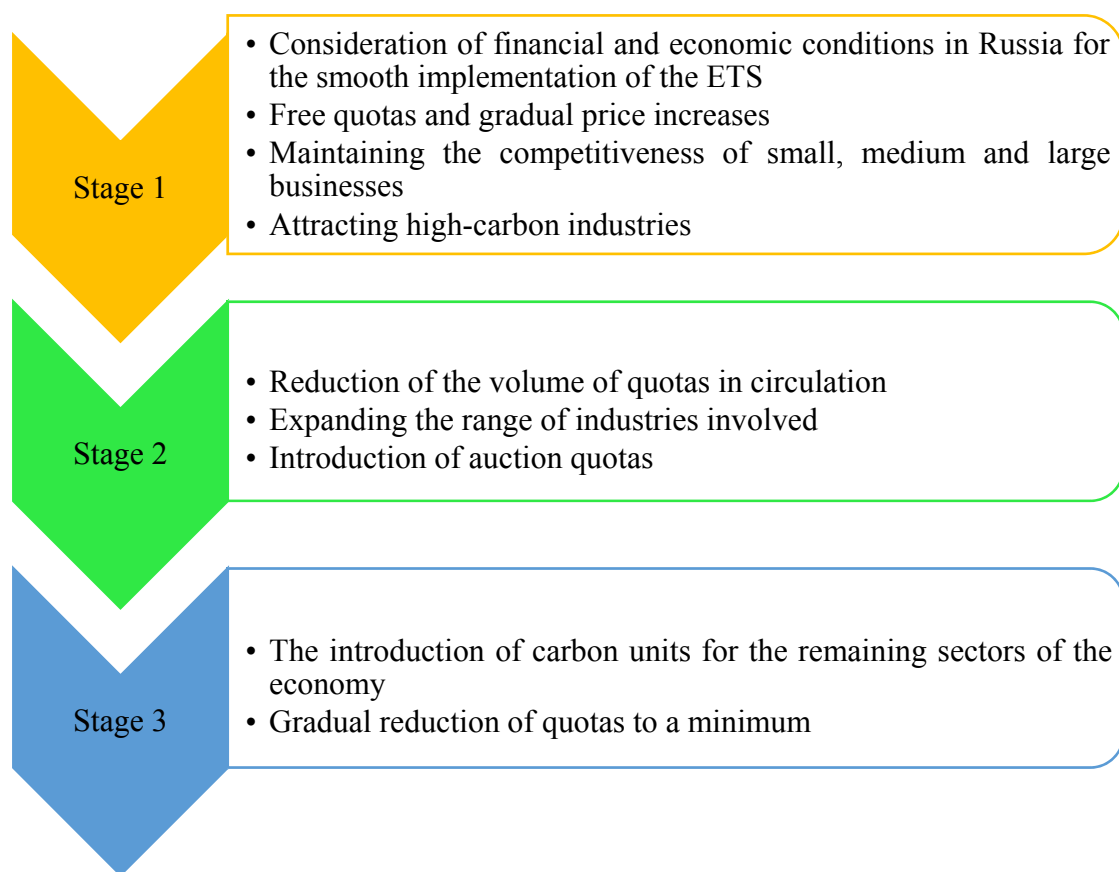 Stage 1
• Consideration of financial and economic conditions in Russia for
the smooth implementation of the ETS
• Free quotas and gradual price increases
• Maintaining the competitiveness of small, medium and large
businesses
• Attracting high-carbon industries
Stage 2
• Reduction of the volume of quotas in circulation
• Expanding the range of industries involved
• Introduction of auction quotas
Stage 3
• The introduction of carbon units for the remaining sectors of the
economy
• Gradual reduction of quotas to a minimum